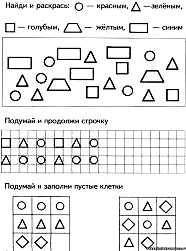 Найди и раскрась: — красным, — зелёным,
— голубым, — жёлтым, — синим
Подумай и продолжи строчку
Подумай и заполни пустые клетки